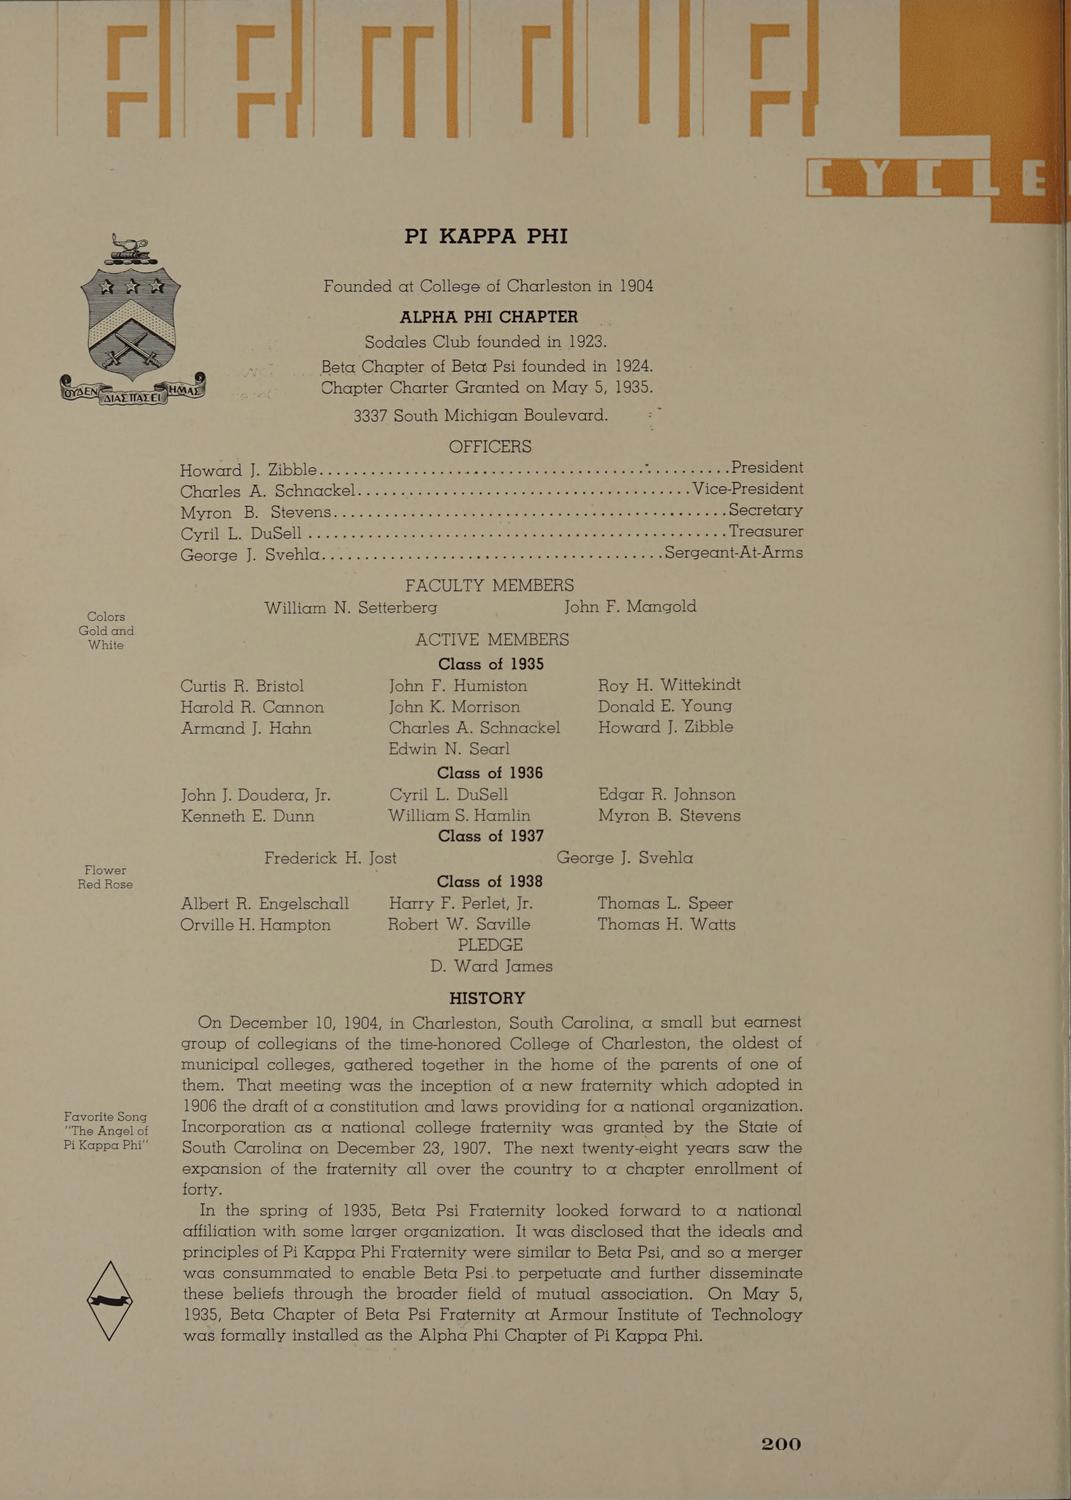 CYCLE
PI KAPPA PHI
Founded at College of Charleston in 1904
ALPHA PHI CHAPTER
Sodales Club founded in 1923.
Beta Chapter of Beta Psi founded in 1924.
Chapter Charter Granted on May 5, 1935.
3337 South Michigan Boulevard.
ΟΥΔΕΝ ΔΙΑΣΠΑΣΕΙ ΗΜΑΣ
OFFICERS
Howard J. Zibble................................................President
Charles A. Schnackel.......................................Vice-President
Myron B. Stevens..............................................Secretary
Cyril L. DuSell.................................................Treasurer
George J. Svehla........................................Sergeant-At-Arms
FACULTY MEMBERS
William N. Setterberg John F. Mangold
Colors
Gold and
White
ACTIVE MEMBERS
Class of 1935
Curtis R. Bristol John F. Humiston Roy H. Wittekindt
Harold R. Cannon John K. Morrison Donald E. Young
Armand J. Hahn Charles A. Schnackel Howard J. Zibble
Edwin N. Searl
Class of 1936
John J. Doudera, Jr. Cyril L. DuSell Edgar R. Johnson
Kenneth E. Dunn William S. Hamlin Myron B. Stevens
Class of 1937
Frederick H. Jost George J. Svehla
Flower
Red Rose
Class of 1938
Albert R. Engelschall Harry F. Perlet, Jr. Thomas L. Speer
Orville H. Hampton Robert W. Saville Thomas H. Watts
PLEDGE
D. Ward James
HISTORY
On December 10, 1904, in Charleston, South Carolina, a small but earnest
group of collegians of the time-honored College of Charleston, the oldest of
municipal colleges, gathered together in the home of the parents of one of
them. That meeting was the inception of a new fraternity which adopted in
1906 the draft of a constitution and laws providing for a national organization.
Incorporation as a national college fraternity was granted by the State of
South Carolina on December 23, 1907. The next twenty-eight years saw the
expansion of the fraternity all over the country to a chapter enrollment of
forty.
Favorite Song
"The Angel of
Pi Kappa Phi"
In the spring of 1935, Beta Psi Fraternity looked forward to a national
affiliation with some larger organization. It was disclosed that the ideals and
principles of Pi Kappa Phi Fraternity were similar to Beta Psi, and so a merger
was consummated to enable Beta Psi to perpetuate and further disseminate
these beliefs through the broader field of mutual association. On May 5,
1935, Beta Chapter of Beta Psi Fraternity at Armour Institute of Technology
was formally installed as the Alpha Phi Chapter of Pi Kappa Phi.
200